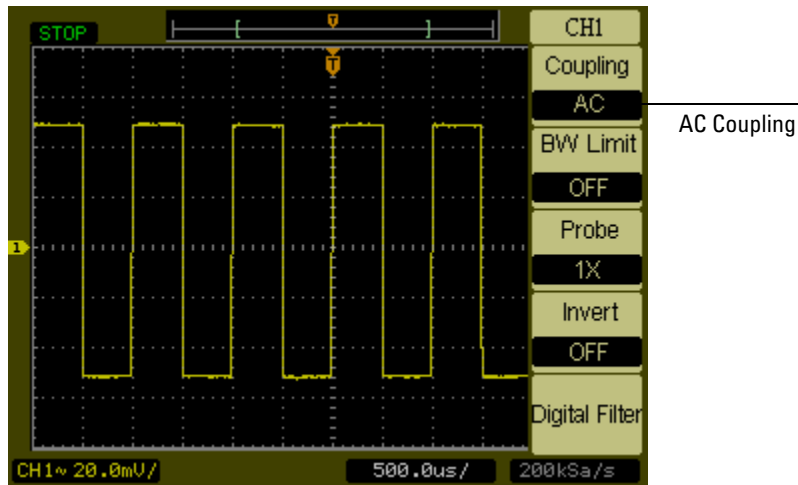 STOP
T
T
1
CH1
Coupling
AC
BW Limit
OFF
Probe
1X
Invert
OFF
Digital Filter
AC Coupling
CH1~ 20.0mV/
500.0us/
200kSa/s